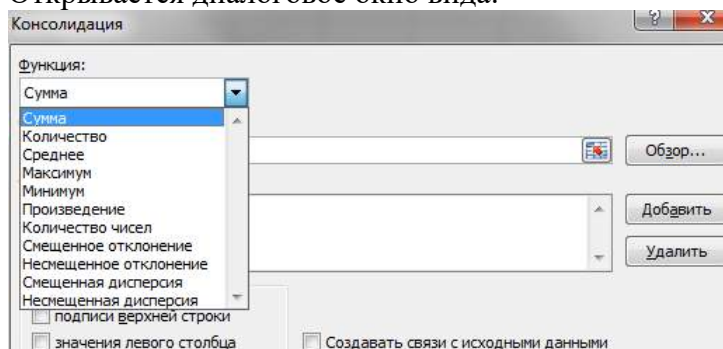 Открывается диалоговое окно вида:
Консолидация
Функция:
Сумма
Сумма
Количество
Среднее
Максимум
Минимум
Произведение
Количество чисел
Смещенное отклонение
Несмещенное отклонение
Смещенная дисперсия
Несмещенная дисперсия
Обзор...
Добавить
Удалить
подписи верхней строки
значения левого столбца
Создавать связи с исходными данными